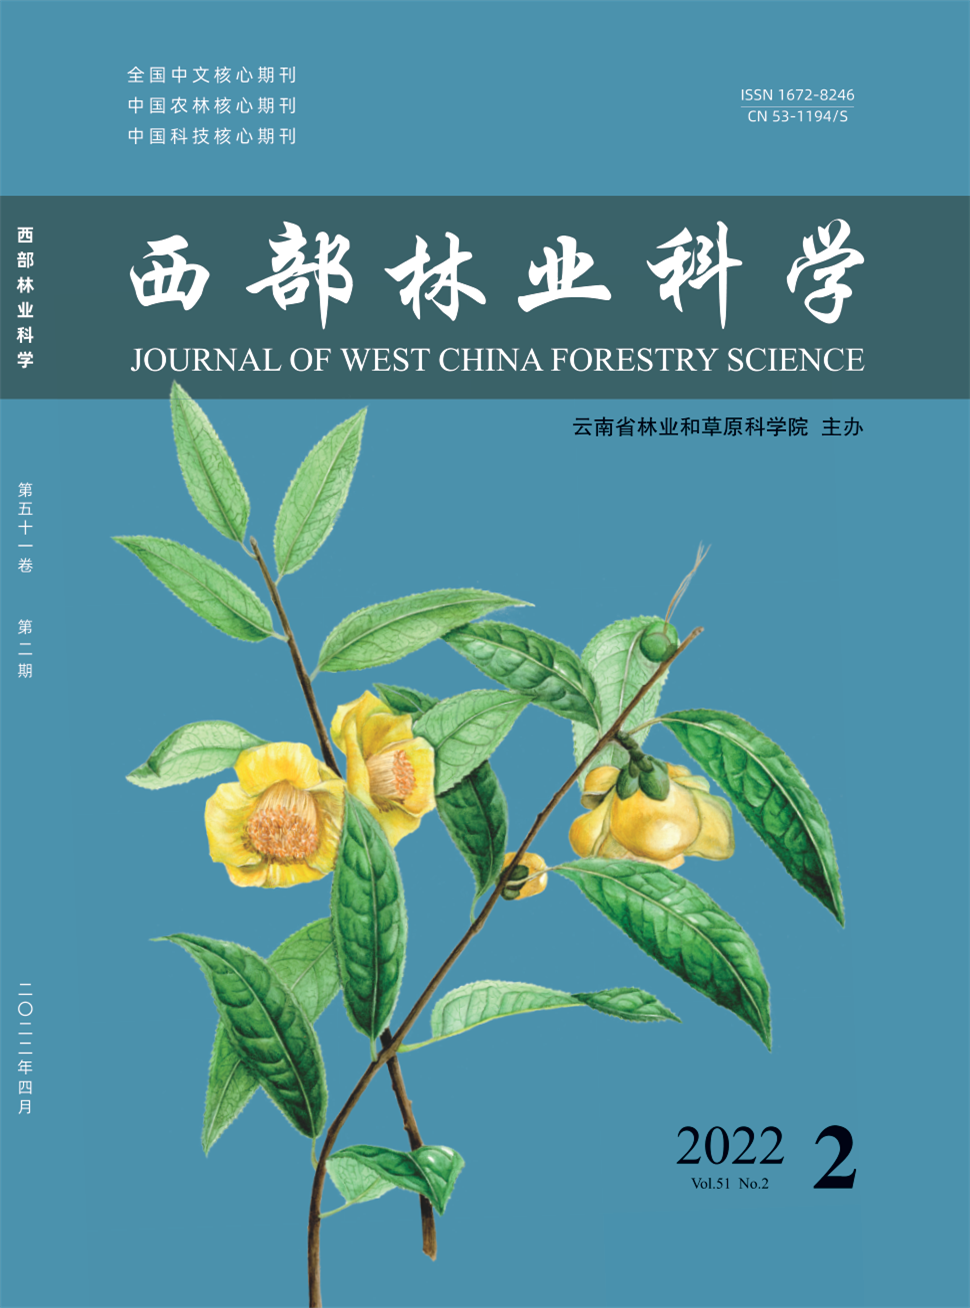 全国中文核心期刊
中国农林核心期刊
中国科技核心期刊
ISSN 1672-8246
CN 53-1194/S
西部林业科学
JOURNAL OF WEST CHINA FORESTRY SCIENCE
云南省林业和草原科学院 主办
西部林业科学
第五十一卷 第二期
二〇二二年四月
2022 2
Vol.51 No.2